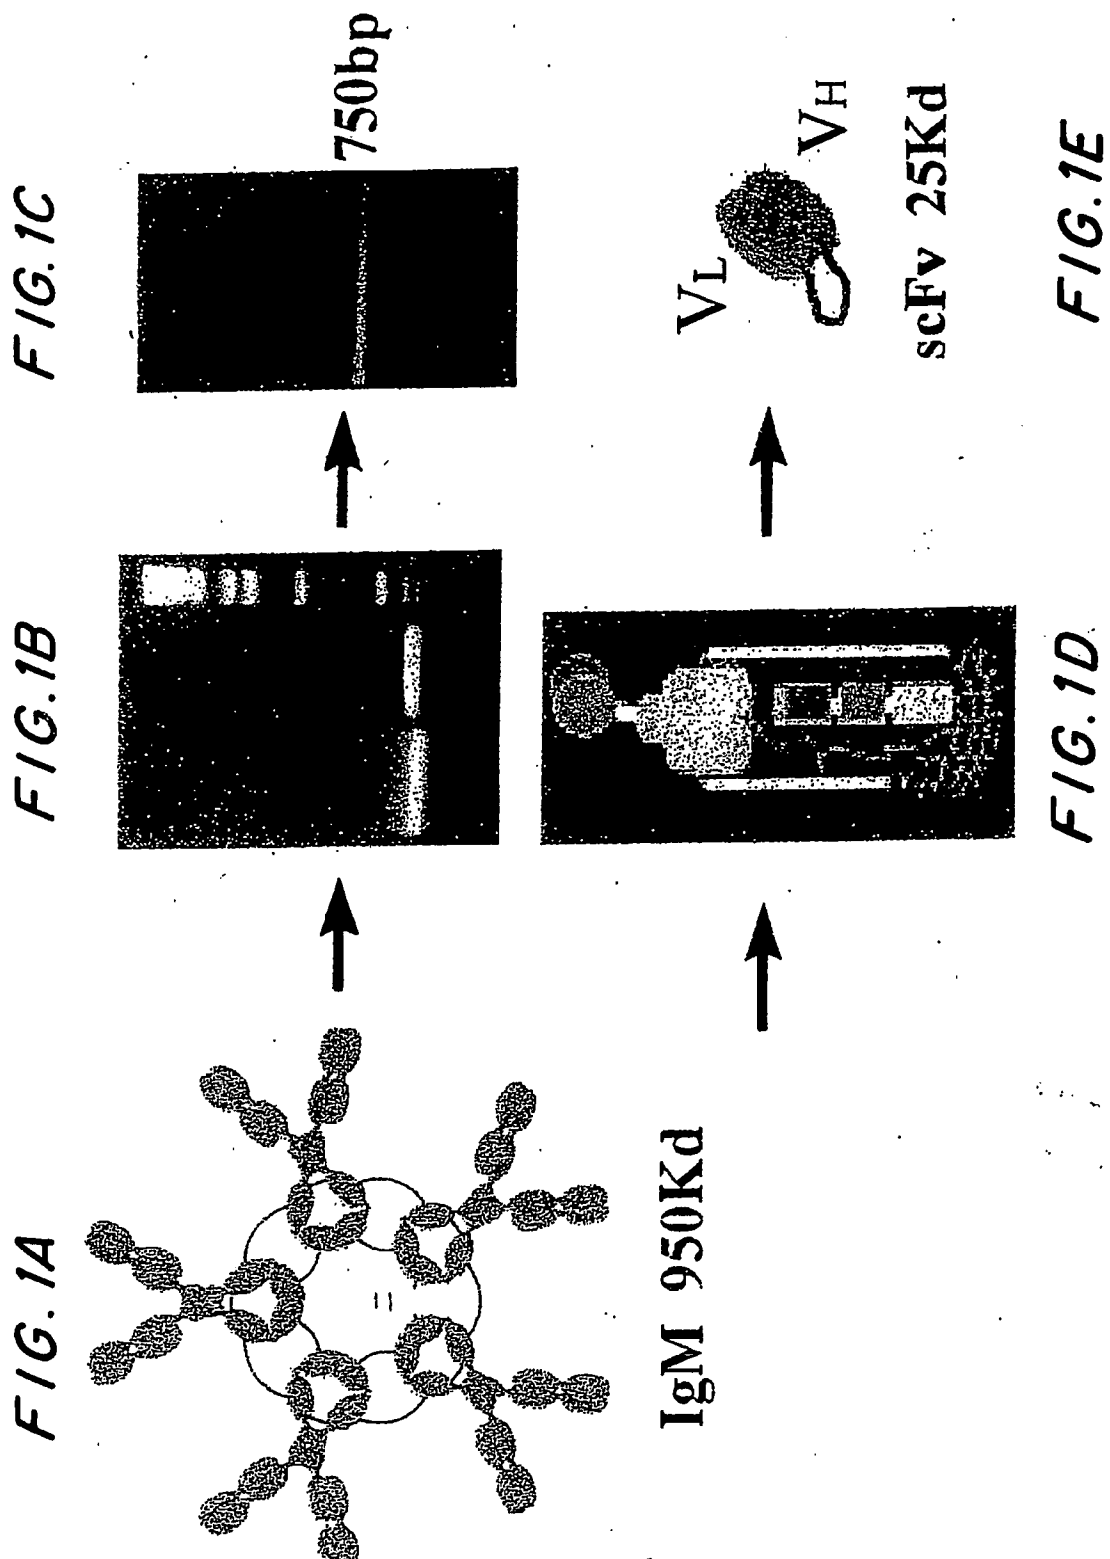 FIG.1A
FIG.1B
FIG.1C
750bp
IgM 950Kd
VL
VH
scFv 25Kd
FIG.1D
FIG.1E